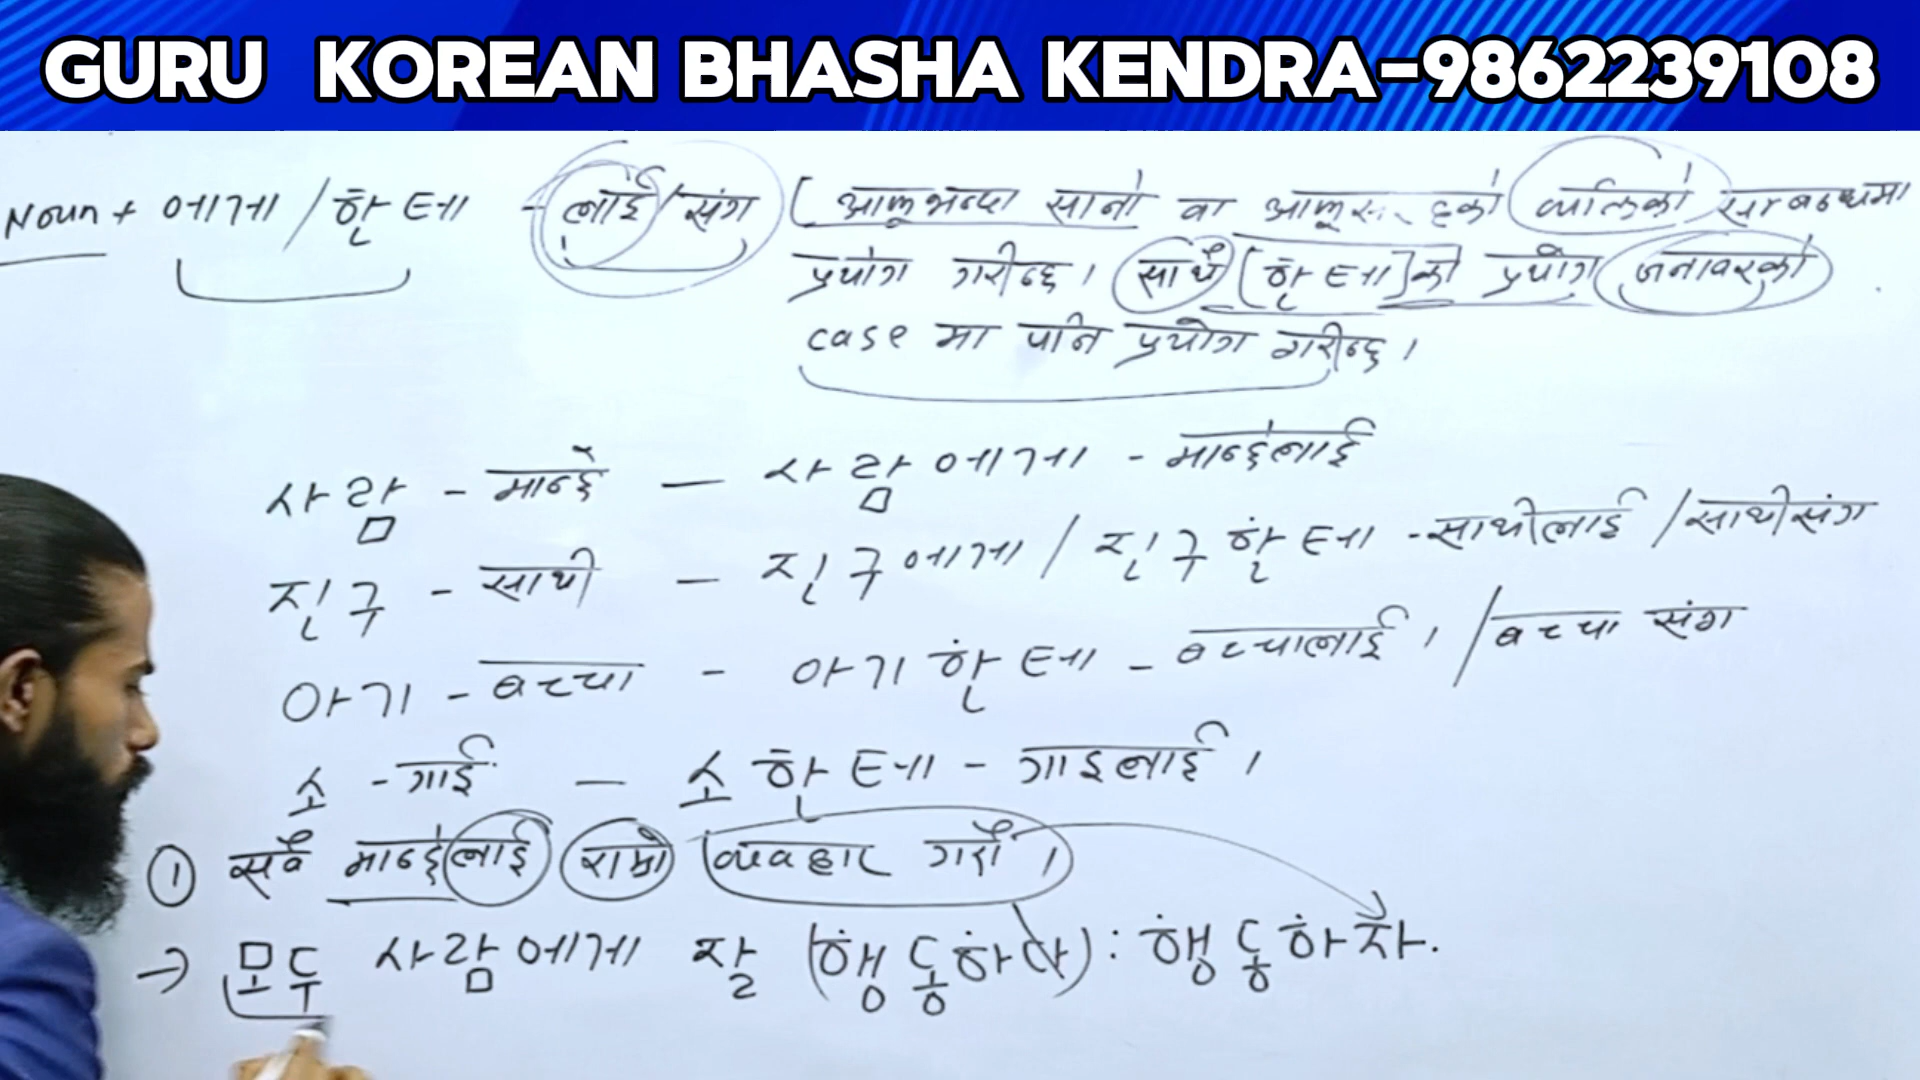 GURU KOREAN BHASHA KENDRA-9862239108
Noun + 에게 / 한테 - लाई/संग [आफूभन्दा सानो वा आफूसरहको व्यक्तिको सम्बन्धमा
प्रयोग गरीन्छ। साथै [한테]को प्रयोग जनावरको
case मा पनि प्रयोग गरीन्छ।
사람 - मान्छे — 사람에게 - मान्छेलाई
친구 - साथी — 친구에게 / 친구한테 - साथीलाई / साथीसंग
아기 - बच्चा - 아기한테 - बच्चालाई। / बच्चा संग
소 - गाई — 소한테 - गाइलाई।
① सबै मान्छेलाई राम्रो व्यवहार गरौं।
→ 모두 사람에게 잘 (행동하다): 행동하자.